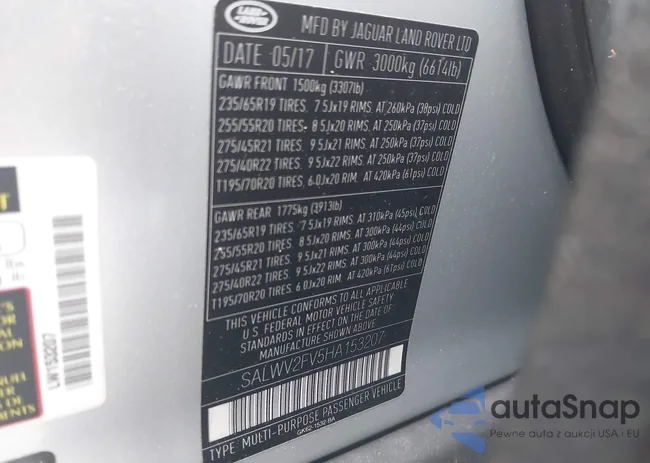 LAND ROVER
MFD BY JAGUAR LAND ROVER LTD
DATE 05/17 GWR 3000kg (6614lb)
GAWR FRONT 1500kg (3307lb)
235/65R19 TIRES. 7 5Jx19 RIMS. AT 260kPa (38psi) COLD
255/55R20 TIRES. 8 5Jx20 RIMS. AT 250kPa (37psi) COLD
275/45R21 TIRES. 9 5Jx21 RIMS. AT 250kPa (37psi) COLD
275/40R22 TIRES. 9 5Jx22 RIMS. AT 250kPa (37psi) COLD
T195/70R20 TIRES. 6.0Jx20 RIM. AT 420kPa (61psi) COLD
GAWR REAR 1775kg (3913lb)
235/65R19 TIRES. 7 5Jx19 RIMS. AT 310kPa (45psi) COLD
255/55R20 TIRES. 8 5Jx20 RIMS. AT 300kPa (44psi) COLD
275/45R21 TIRES. 9 5Jx21 RIMS. AT 300kPa (44psi) COLD
275/40R22 TIRES. 9 5Jx22 RIMS. AT 300kPa (44psi) COLD
T195/70R20 TIRES. 6.0Jx20 RIM. AT 420kPa (61psi) COLD
THIS VEHICLE CONFORMS TO ALL APPLICABLE
U.S. FEDERAL MOTOR VEHICLE SAFETY
STANDARDS IN EFFECT ON THE DATE OF
MANUFACTURE SHOWN ABOVE
SALWV2FV5HA153207
TYPE: MULTI-PURPOSE PASSENGER VEHICLE
GK62-1532-BA
LW153207
autaSnap
Pewne auta z aukcji USA i EU